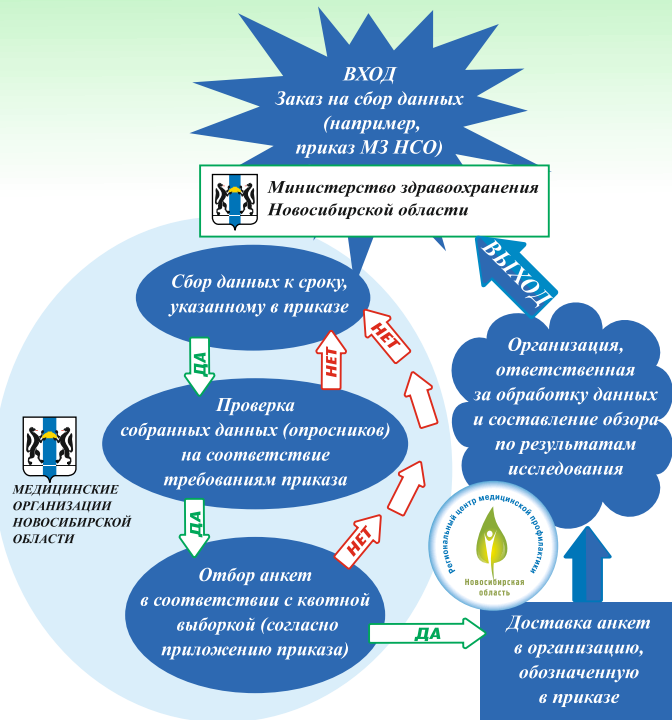 ВХОД
Заказ на сбор данных
(например,
приказ МЗ НСО)
Министерство здравоохранения
Новосибирской области
ВЫХОД
Сбор данных к сроку,
указанному в приказе
ДА
НЕТ
НЕТ
Проверка
собранных данных (опросников)
на соответствие
требованиям приказа
МЕДИЦИНСКИЕ
ОРГАНИЗАЦИИ
НОВОСИБИРСКОЙ
ОБЛАСТИ
ДА
НЕТ
Отбор анкет
в соответствии с квотной
выборкой (согласно
приложению приказа)
ДА
Организация,
ответственная
за обработку данных
и составление обзора
по результатам
исследования
Региональный центр медицинской профилактики
Новосибирская
область
Доставка анкет
в организацию,
обозначенную
в приказе